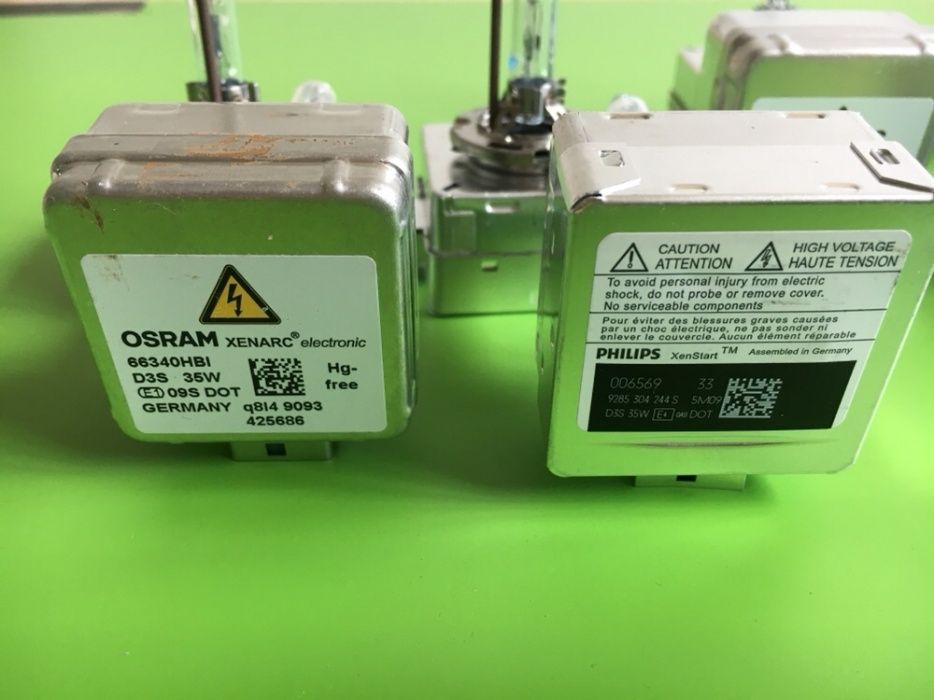 OSRAM XENARC® electronic
66340HBI
D3S 35W
Hg-
free
E1 09S DOT
GERMANY q8I4 9093
425686
CAUTION
ATTENTION
HIGH VOLTAGE
HAUTE TENSION
To avoid personal injury from electric
shock, do not probe or remove cover.
No serviceable components
Pour éviter des blessures graves causées
par un choc électrique, ne pas sonder ni
enlever le couvercle. Aucun élément réparable
PHILIPS XenStart TM Assembled in Germany
006569 33
9285 304 244 S 5M09
D3S 35W E4 DOT